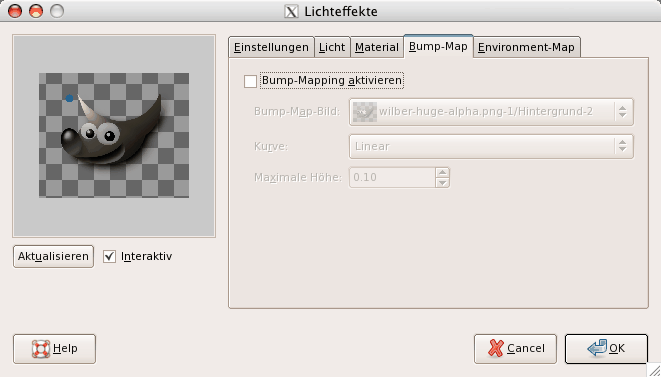 Lichteffekte
Einstellungen Licht Material Bump-Map Environment-Map
Bump-Mapping aktivieren
Bump-Map-Bild: wilber-huge-alpha.png-1/Hintergrund-2
Kurve: Linear
Maximale Höhe: 0.10
Aktualisieren Interaktiv
Help Cancel OK